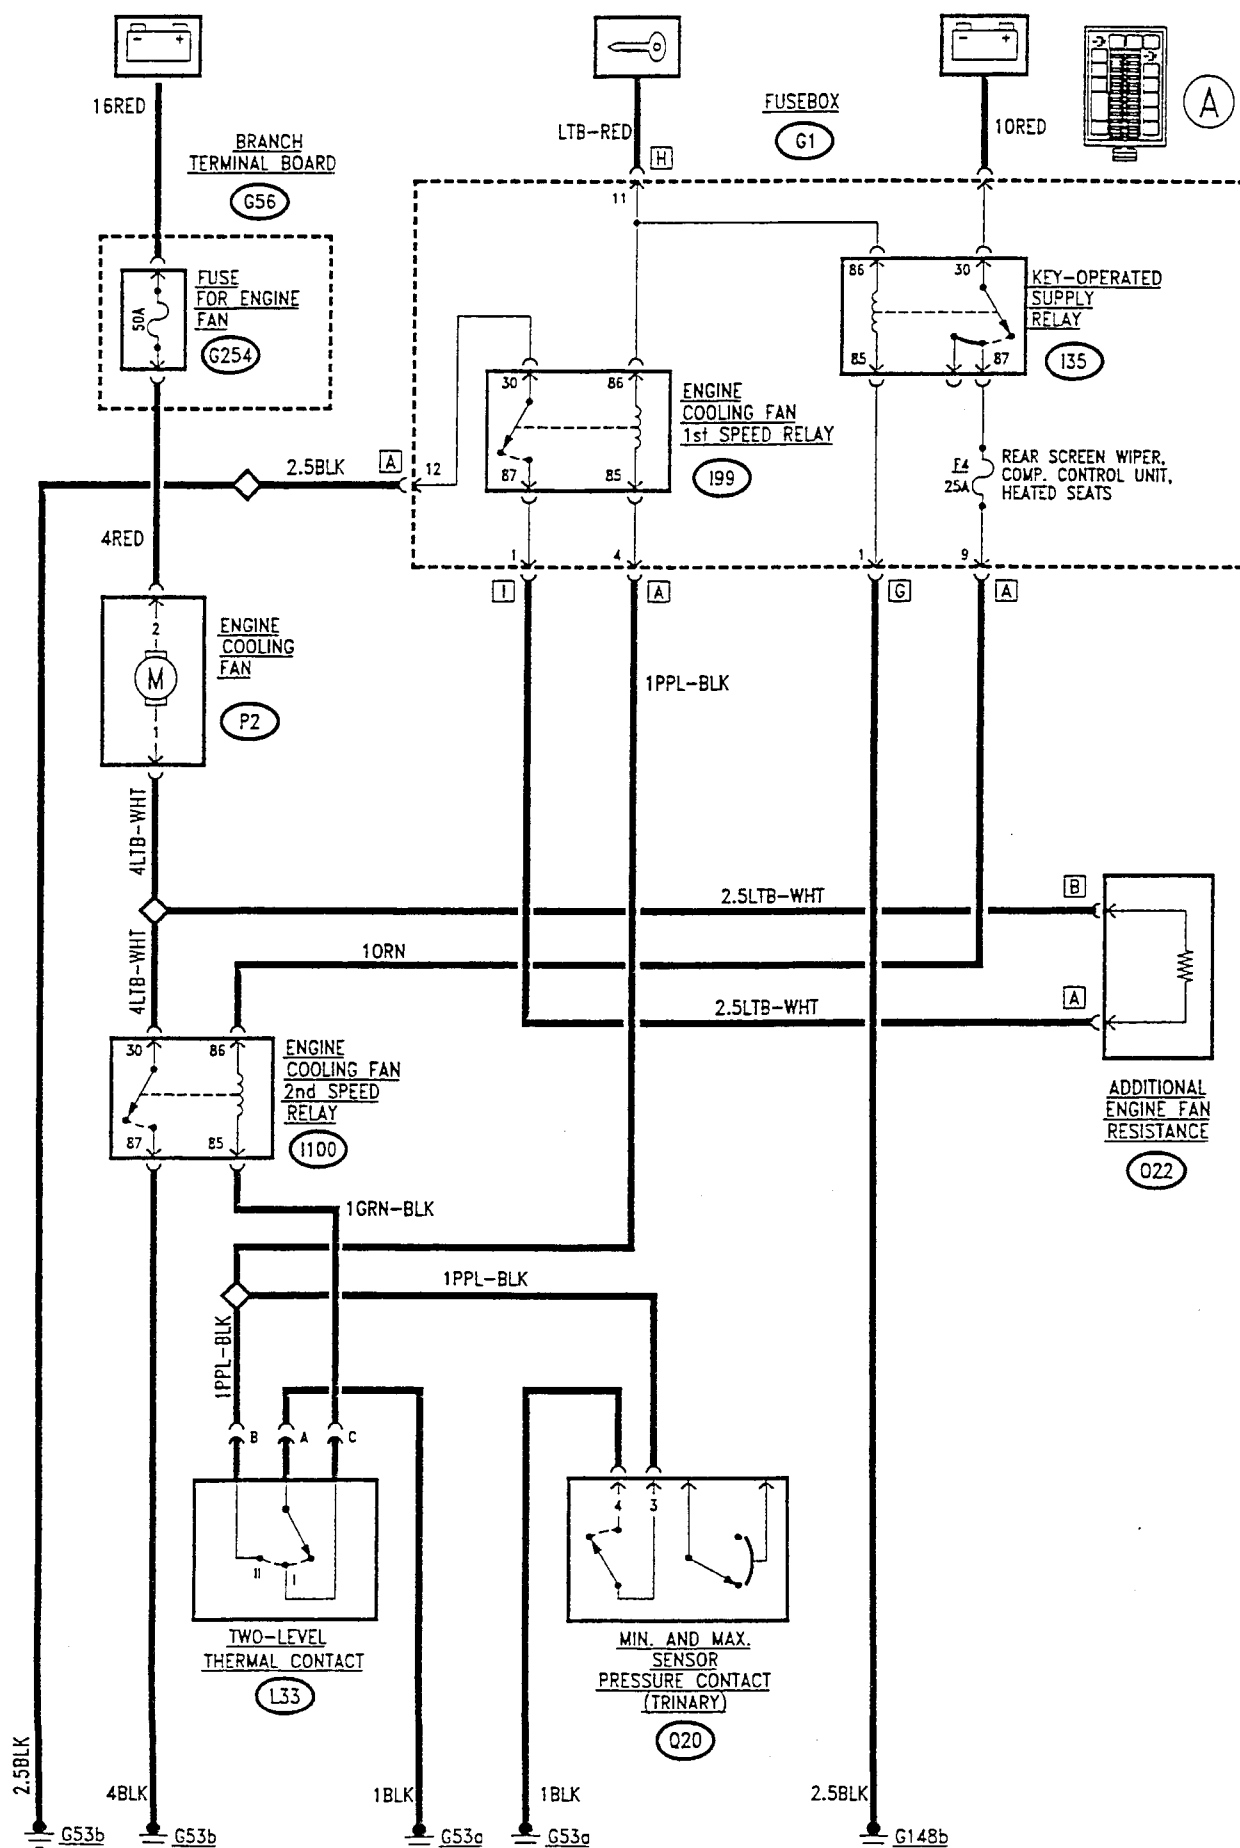 16RED
LTB-RED
FUSEBOX
G1
10RED
A
BRANCH
TERMINAL BOARD
G56
H
11
FUSE
FOR ENGINE
FAN
50A
G254
86
30
KEY-OPERATED
SUPPLY
RELAY
85
87
I35
30
86
ENGINE
COOLING FAN
1st SPEED RELAY
87
85
I99
2.5BLK
A
12
F4
25A
REAR SCREEN WIPER,
COMP. CONTROL UNIT,
HEATED SEATS
4RED
1
4
1
9
I
A
G
A
2
M
1
ENGINE
COOLING
FAN
P2
1PPL-BLK
4LTB-WHT
2.5LTB-WHT
B
4LTB-WHT
1ORN
2.5LTB-WHT
A
30
86
ENGINE
COOLING FAN
2nd SPEED
RELAY
87
85
I100
ADDITIONAL
ENGINE FAN
RESISTANCE
O22
1GRN-BLK
1PPL-BLK
1PPL-BLK
B
A
C
4
3
II
I
TWO-LEVEL
THERMAL CONTACT
L33
MIN. AND MAX.
SENSOR
PRESSURE CONTACT
(TRINARY)
Q20
2.5BLK
4BLK
1BLK
1BLK
2.5BLK
G53b
G53b
G53a
G53a
G148b